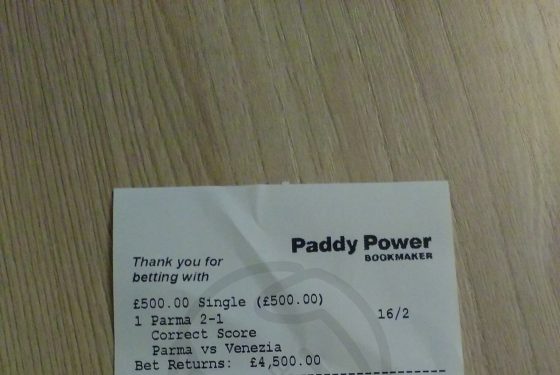 Thank you for
betting with
Paddy Power
BOOKMAKER
£500.00 Single (£500.00)
1 Parma 2-1 16/2
Correct Score
Parma vs Venezia
Bet Returns: £4,500.00